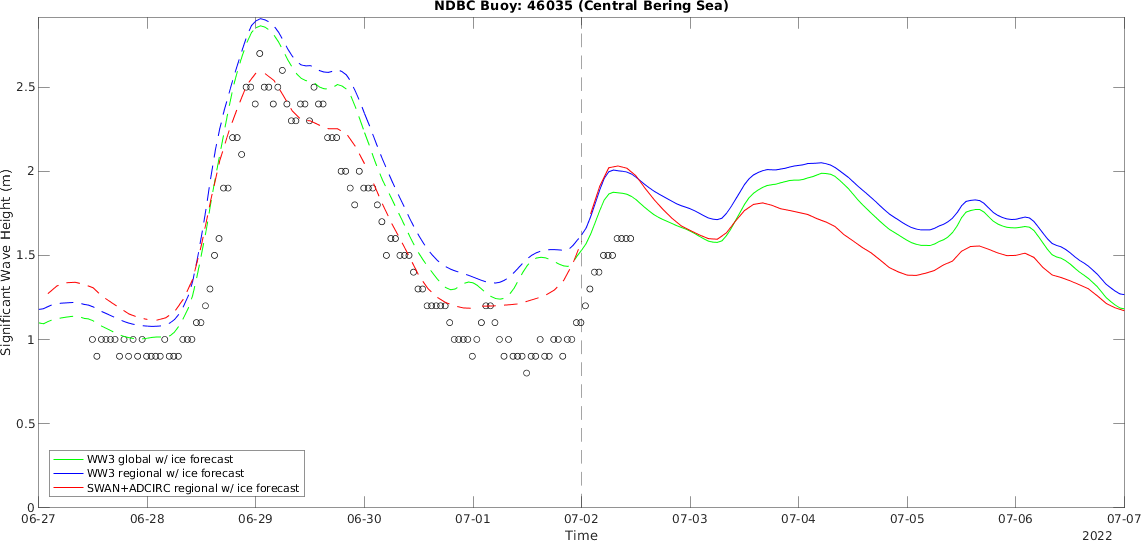 NDBC Buoy: 46035 (Central Bering Sea)
Significant Wave Height (m)
2.5
2
1.5
1
0.5
0
WW3 global w/ ice forecast
WW3 regional w/ ice forecast
SWAN+ADCIRC regional w/ ice forecast
06-27 06-28 06-29 06-30 07-01 07-02 07-03 07-04 07-05 07-06 07-07
Time
2022